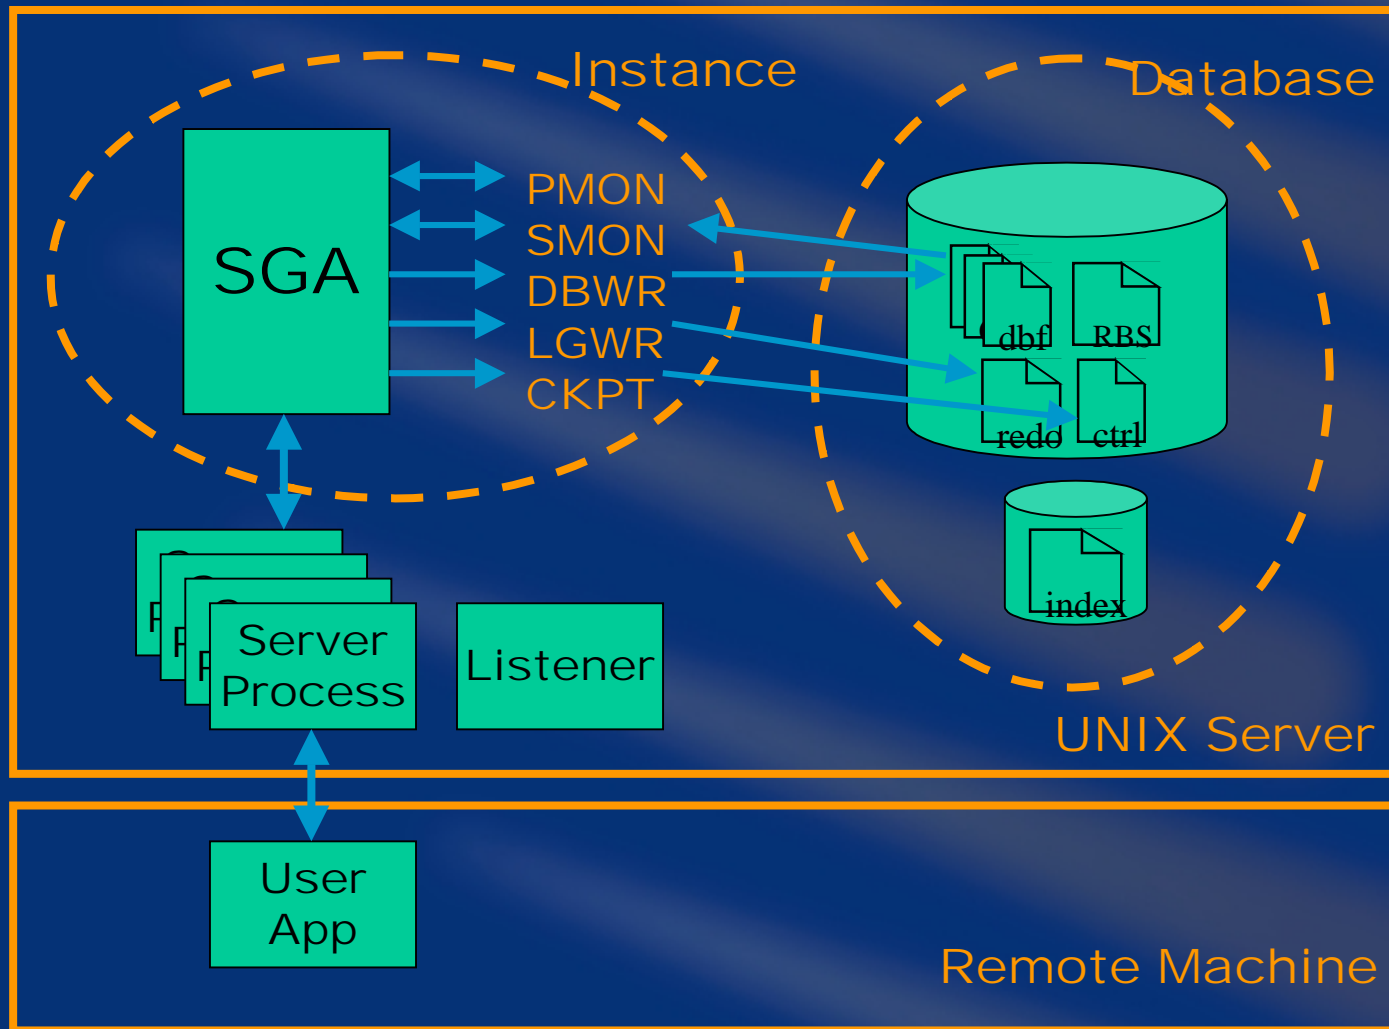 Instance
Database
SGA
PMON
SMON
DBWR
LGWR
CKPT
dbf
RBS
redo
ctrl
index
Server
Process
Listener
UNIX Server
User
App
Remote Machine